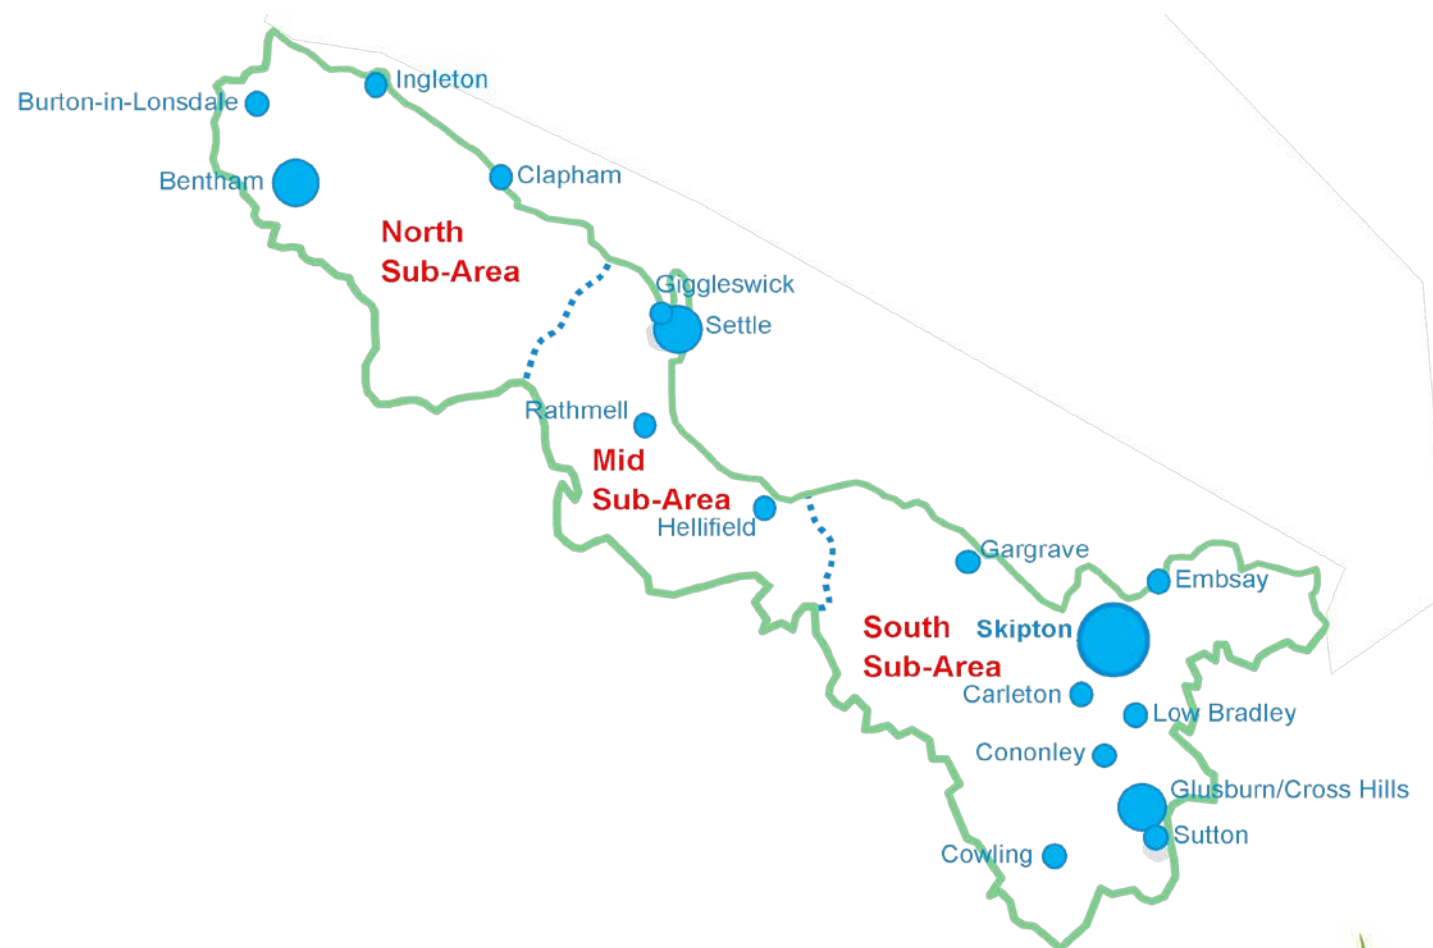 Ingleton
Burton-in-Lonsdale
Clapham
Bentham
North
Sub-Area
Giggleswick
Settle
Rathmell
Mid
Sub-Area
Hellifield
Gargrave
Embsay
South
Sub-Area
Skipton
Carleton
Low Bradley
Cononley
Glusburn/Cross Hills
Sutton
Cowling